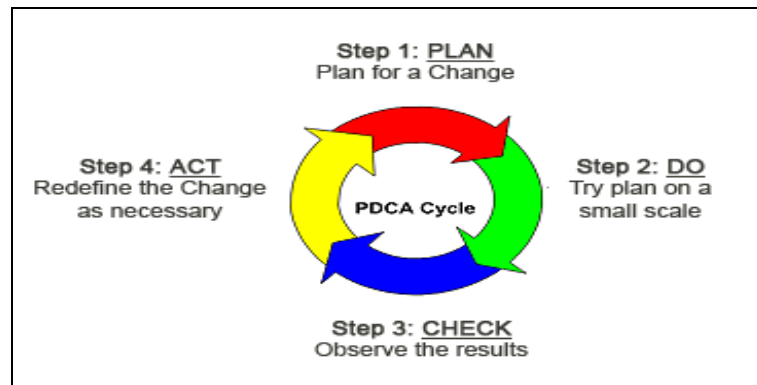 Step 1: PLAN
Plan for a Change
Step 2: DO
Try plan on a
small scale
Step 3: CHECK
Observe the results
Step 4: ACT
Redefine the Change
as necessary
PDCA Cycle